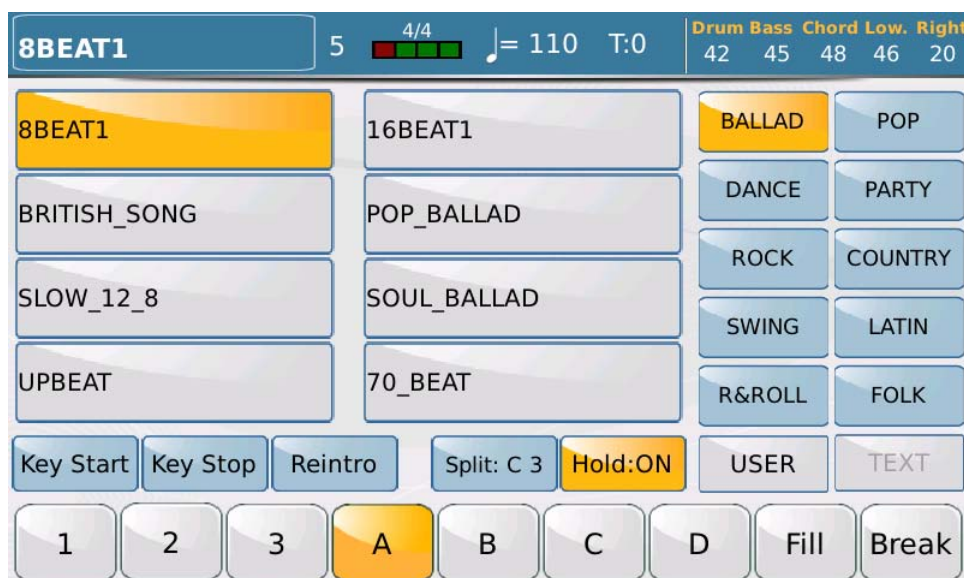 8BEAT1 5 4/4 ♩= 110 T:0 Drum Bass Chord Low. Right
42 45 48 46 20
8BEAT1 16BEAT1 BALLAD POP
BRITISH_SONG POP_BALLAD DANCE PARTY
ROCK COUNTRY
SLOW_12_8 SOUL_BALLAD SWING LATIN
UPBEAT 70_BEAT R&ROLL FOLK
Key Start Key Stop Reintro Split: C 3 Hold:ON USER TEXT
1 2 3 A B C D Fill Break